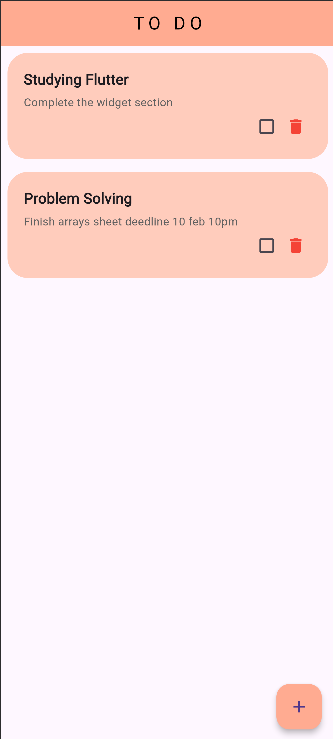 TO DO
Studying Flutter
Complete the widget section
Problem Solving
Finish arrays sheet deedline 10 feb 10pm
+